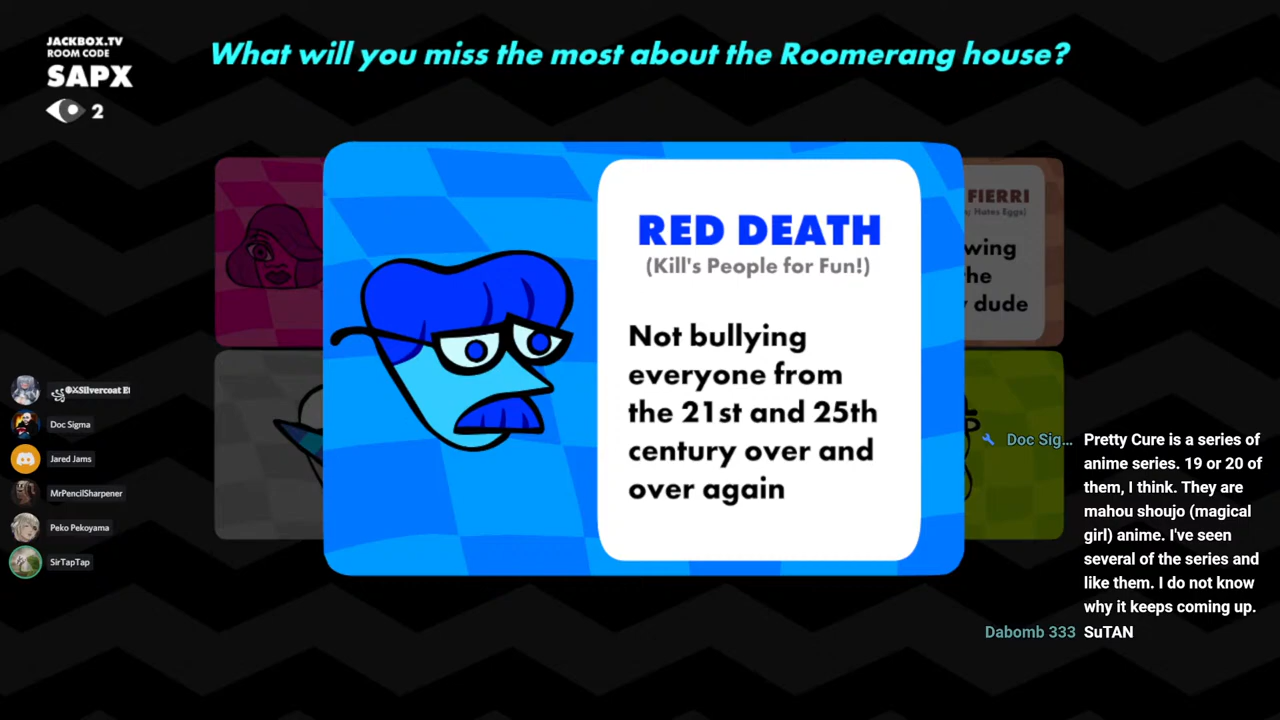 JACKBOX.TV
ROOM CODE
SAPX
2
What will you miss the most about the Roomerang house?
RED DEATH
(Kill's People for Fun!)
Not bullying
everyone from
the 21st and 25th
century over and
over again
FIERRI
Hates Eggs)
wing
he
dude
Silvercoat
Doc Sigma
Jared Jams
MrPencilSharpener
Peko Pekoyama
SirTapTap
Doc Sig... Pretty Cure is a series of
anime series. 19 or 20 of
them, I think. They are
mahou shoujo (magical
girl) anime. I've seen
several of the series and
like them. I do not know
why it keeps coming up.
Dabomb 333 SuTAN